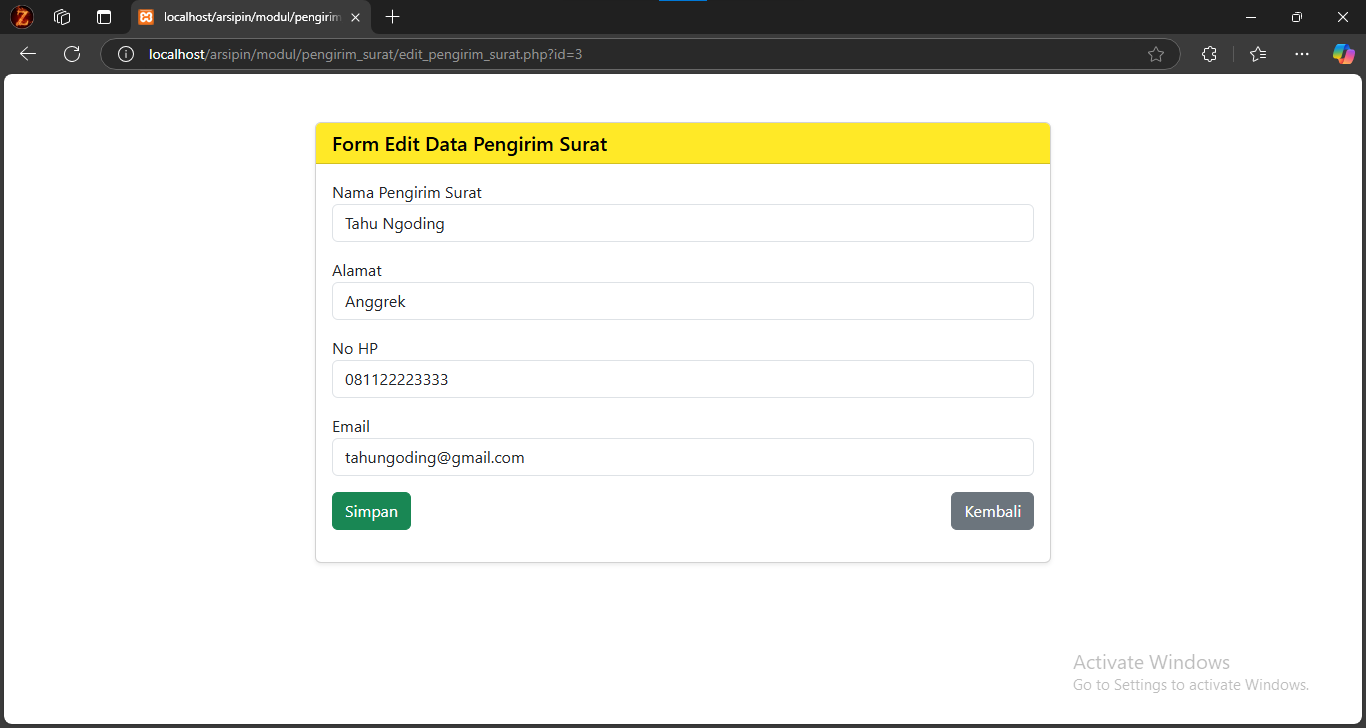 localhost/arsipin/modul/pengirim
localhost/arsipin/modul/pengirim_surat/edit_pengirim_surat.php?id=3
Form Edit Data Pengirim Surat
Nama Pengirim Surat
Tahu Ngoding
Alamat
Anggrek
No HP
081122223333
Email
tahungoding@gmail.com
Simpan Kembali
Activate Windows
Go to Settings to activate Windows.